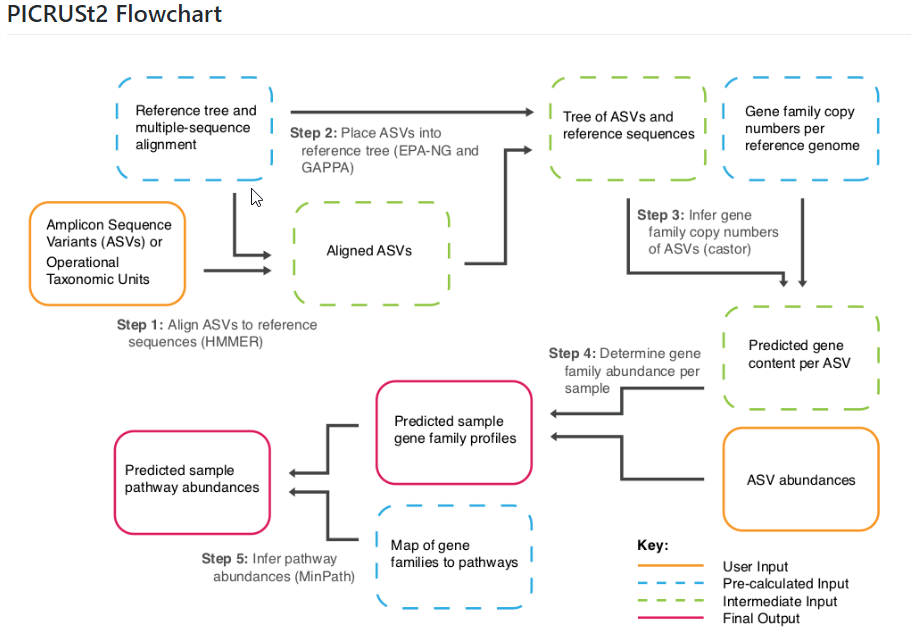 PICRUSt2 Flowchart
Reference tree and
multiple-sequence
alignment
Step 2: Place ASVs into
reference tree (EPA-NG and
GAPPA)
Tree of ASVs and
reference sequences
Gene family copy
numbers per
reference genome
Amplicon Sequence
Variants (ASVs) or
Operational
Taxonomic Units
Aligned ASVs
Step 3: Infer gene
family copy numbers
of ASVs (castor)
Step 1: Align ASVs to reference
sequences (HMMER)
Predicted gene
content per ASV
Step 4: Determine gene
family abundance per
sample
Predicted sample
gene family profiles
Predicted sample
pathway abundances
ASV abundances
Map of gene
families to pathways
Step 5: Infer pathway
abundances (MinPath)
Key:
User Input
Pre-calculated Input
Intermediate Input
Final Output